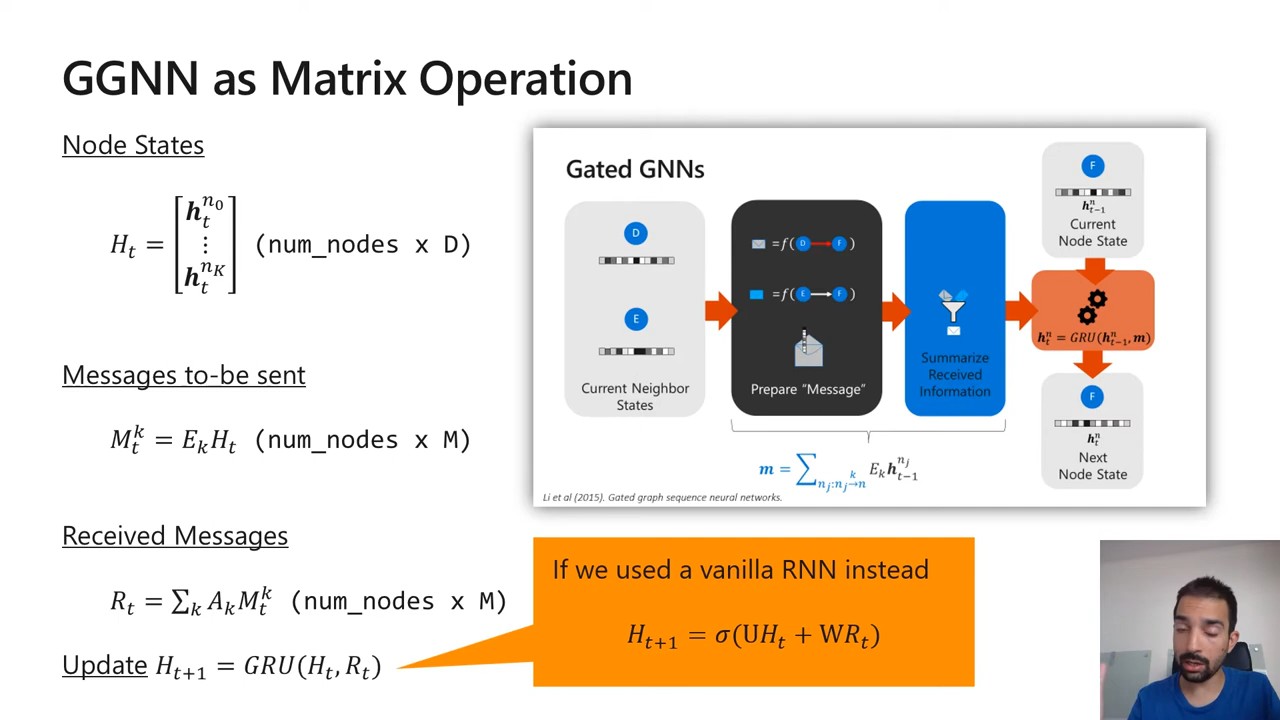 GGNN as Matrix Operation
Node States
H_t = [h_t^{n_0} ⋮ h_t^{n_K}] (num_nodes x D)
Messages to-be sent
M_t^k = E_k H_t (num_nodes x M)
Received Messages
R_t = ∑_k A_k M_t^k (num_nodes x M)
Update H_{t+1} = GRU(H_t, R_t)
Gated GNNs
D
E
Current Neighbor
States
=f( D F )
=f( E F )
Prepare “Message”
Summarize
Received
Information
m = ∑_{n_j:n_j →^k n} E_k h_{t−1}^{n_j}
F
h_{t−1}^n
Current
Node State
h_t^n = GRU(h_{t−1}^n, m)
F
h_t^n
Next
Node State
Li et al (2015). Gated graph sequence neural networks.
If we used a vanilla RNN instead
H_{t+1} = σ(UH_t + WR_t)